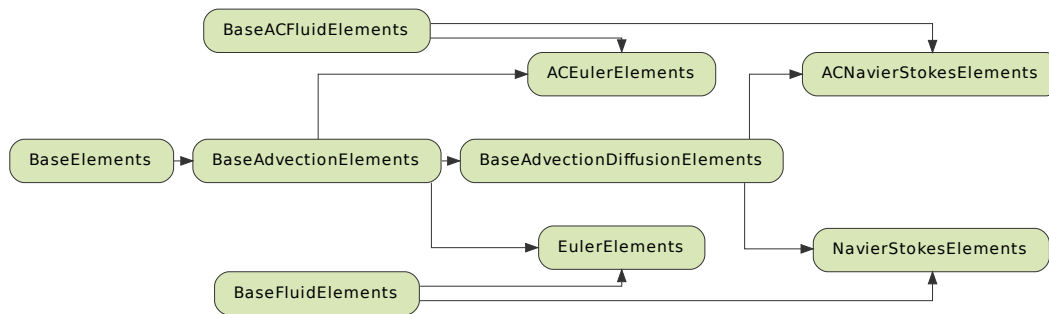 BaseACFluidElements
ACEulerElements
ACNavierStokesElements
BaseElements
BaseAdvectionElements
BaseAdvectionDiffusionElements
EulerElements
NavierStokesElements
BaseFluidElements